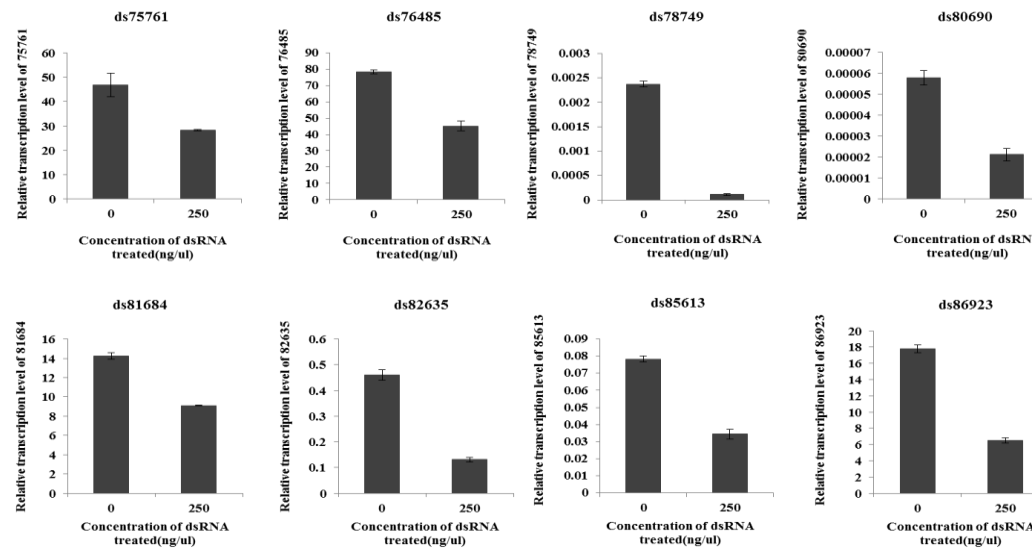 ds75761
Relative transcription level of 75761
60
50
40
30
20
10
0
0
250
Concentration of dsRNA
treated(ng/ul)
ds76485
Relative transcription level of 76485
90
80
70
60
50
40
30
20
10
0
0
250
Concentration of dsRNA
treated(ng/ul)
ds78749
Relative transcription level of 78749
0.003
0.0025
0.002
0.0015
0.001
0.0005
0
0
250
Concentration of dsRNA
treated(ng/ul)
ds80690
Relative transcription level of 80690
0.00007
0.00006
0.00005
0.00004
0.00003
0.00002
0.00001
0
0
250
Concentration of dsRN
treated(ng/ul)
ds81684
Relative transcription level of 81684
16
14
12
10
8
6
4
2
0
0
250
Concentration of dsRNA
treated(ng/ul)
ds82635
Relative transcription level of 82635
0.6
0.5
0.4
0.3
0.2
0.1
0
0
250
Concentration of dsRNA
treated(ng/ul)
ds85613
Relative transcription level of 85613
0.09
0.08
0.07
0.06
0.05
0.04
0.03
0.02
0.01
0
0
250
Concentration of dsRNA
treated(ng/ul)
ds86923
Relative transcription level of 86923
20
18
16
14
12
10
8
6
4
2
0
0
250
Concentration of dsRNA
treated(ng/ul)